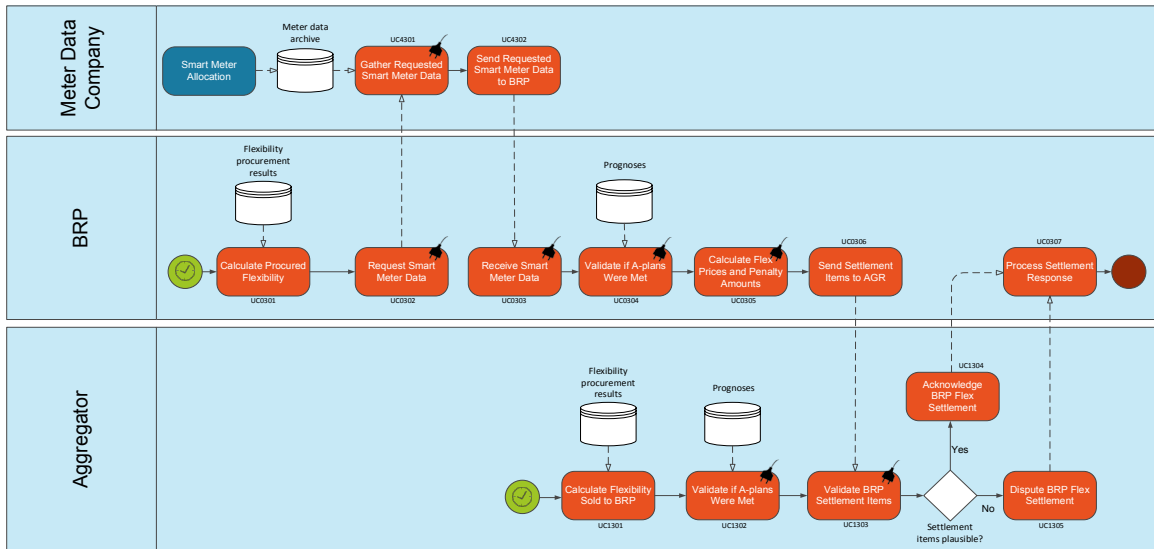 Meter Data
Company
Smart Meter
Allocation
Meter data
archive
UC4301
Gather Requested
Smart Meter Data
UC4302
Send Requested
Smart Meter Data
to BRP
BRP
Flexibility
procurement
results
Calculate Procured
Flexibility
UC0301
Request Smart
Meter Data
UC0302
Receive Smart
Meter Data
UC0303
Prognoses
Validate if A-plans
Were Met
UC0304
Calculate Flex
Prices and Penalty
Amounts
UC0305
UC0306
Send Settlement
Items to AGR
UC0307
Process Settlement
Response
Aggregator
Flexibility
procurement
results
Calculate Flexibility
Sold to BRP
UC1301
Prognoses
Validate if A-plans
Were Met
UC1302
Validate BRP
Settlement Items
UC1303
UC1304
Acknowledge
BRP Flex
Settlement
Yes
No
Settlement
items plausible?
Dispute BRP Flex
Settlement
UC1305